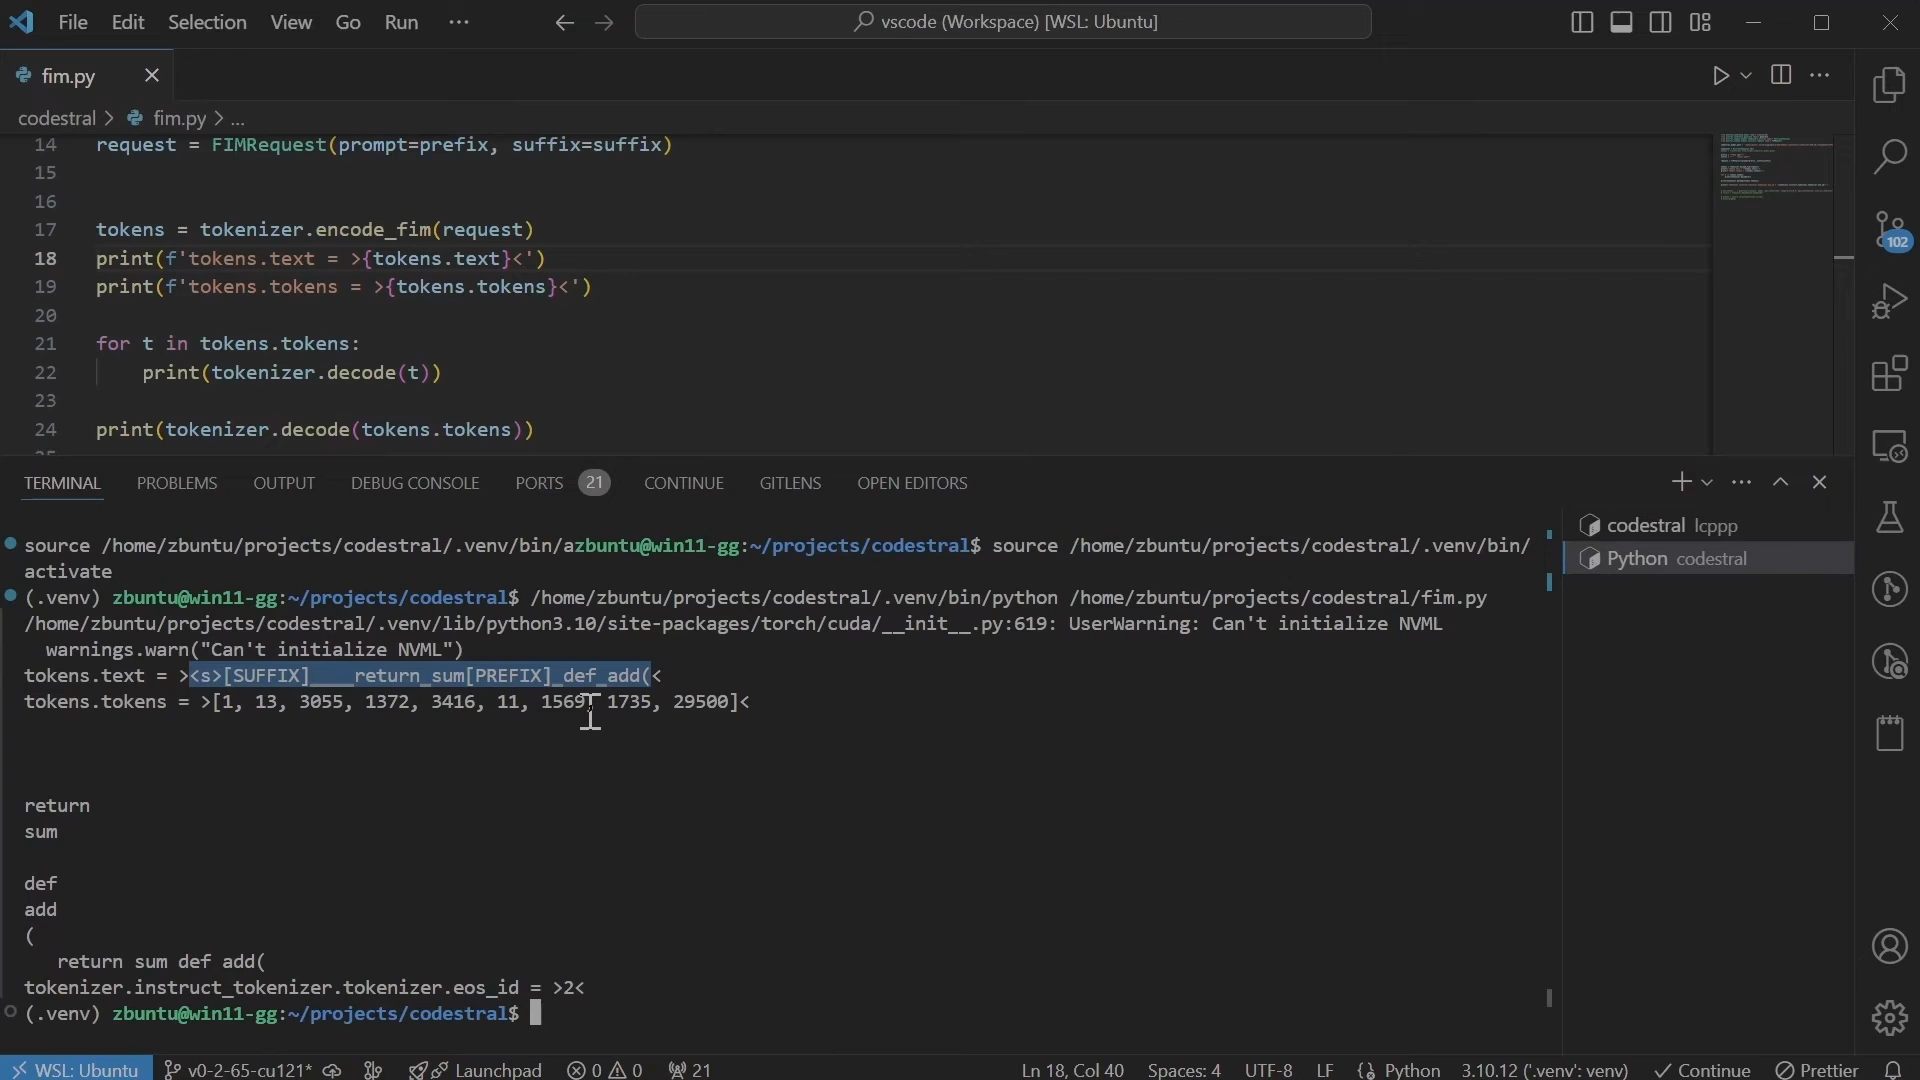 File Edit Selection View Go Run ··· vscode (Workspace) [WSL: Ubuntu]
fim.py
codestral > fim.py > ...
14 request = FIMRequest(prompt=prefix, suffix=suffix)
15
16
17 tokens = tokenizer.encode_fim(request)
18 print(f'tokens.text = >{tokens.text}<')
19 print(f'tokens.tokens = >{tokens.tokens}<')
20
21 for t in tokens.tokens:
22 print(tokenizer.decode(t))
23
24 print(tokenizer.decode(tokens.tokens))
102
TERMINAL PROBLEMS OUTPUT DEBUG CONSOLE PORTS 21 CONTINUE GITLENS OPEN EDITORS
codestral lcppp
Python codestral
source /home/zbuntu/projects/codestral/.venv/bin/azbuntu@win11-gg:~/projects/codestral$ source /home/zbuntu/projects/codestral/.venv/bin/
activate
(.venv) zbuntu@win11-gg:~/projects/codestral$ /home/zbuntu/projects/codestral/.venv/bin/python /home/zbuntu/projects/codestral/fim.py
/home/zbuntu/projects/codestral/.venv/lib/python3.10/site-packages/torch/cuda/__init__.py:619: UserWarning: Can't initialize NVML
warnings.warn("Can't initialize NVML")
tokens.text = ><s>[SUFFIX]____return_sum[PREFIX]_def_add(<
tokens.tokens = >[1, 13, 3055, 1372, 3416, 11, 1569, 1735, 29500]<
return
sum
def
add
(
return sum def add(
tokenizer.instruct_tokenizer.tokenizer.eos_id = >2<
(.venv) zbuntu@win11-gg:~/projects/codestral$
WSL: Ubuntu v0-2-65-cu121* Launchpad 0 0 21 Ln 18, Col 40 Spaces: 4 UTF-8 LF Python 3.10.12 ('.venv': venv) Continue Prettier